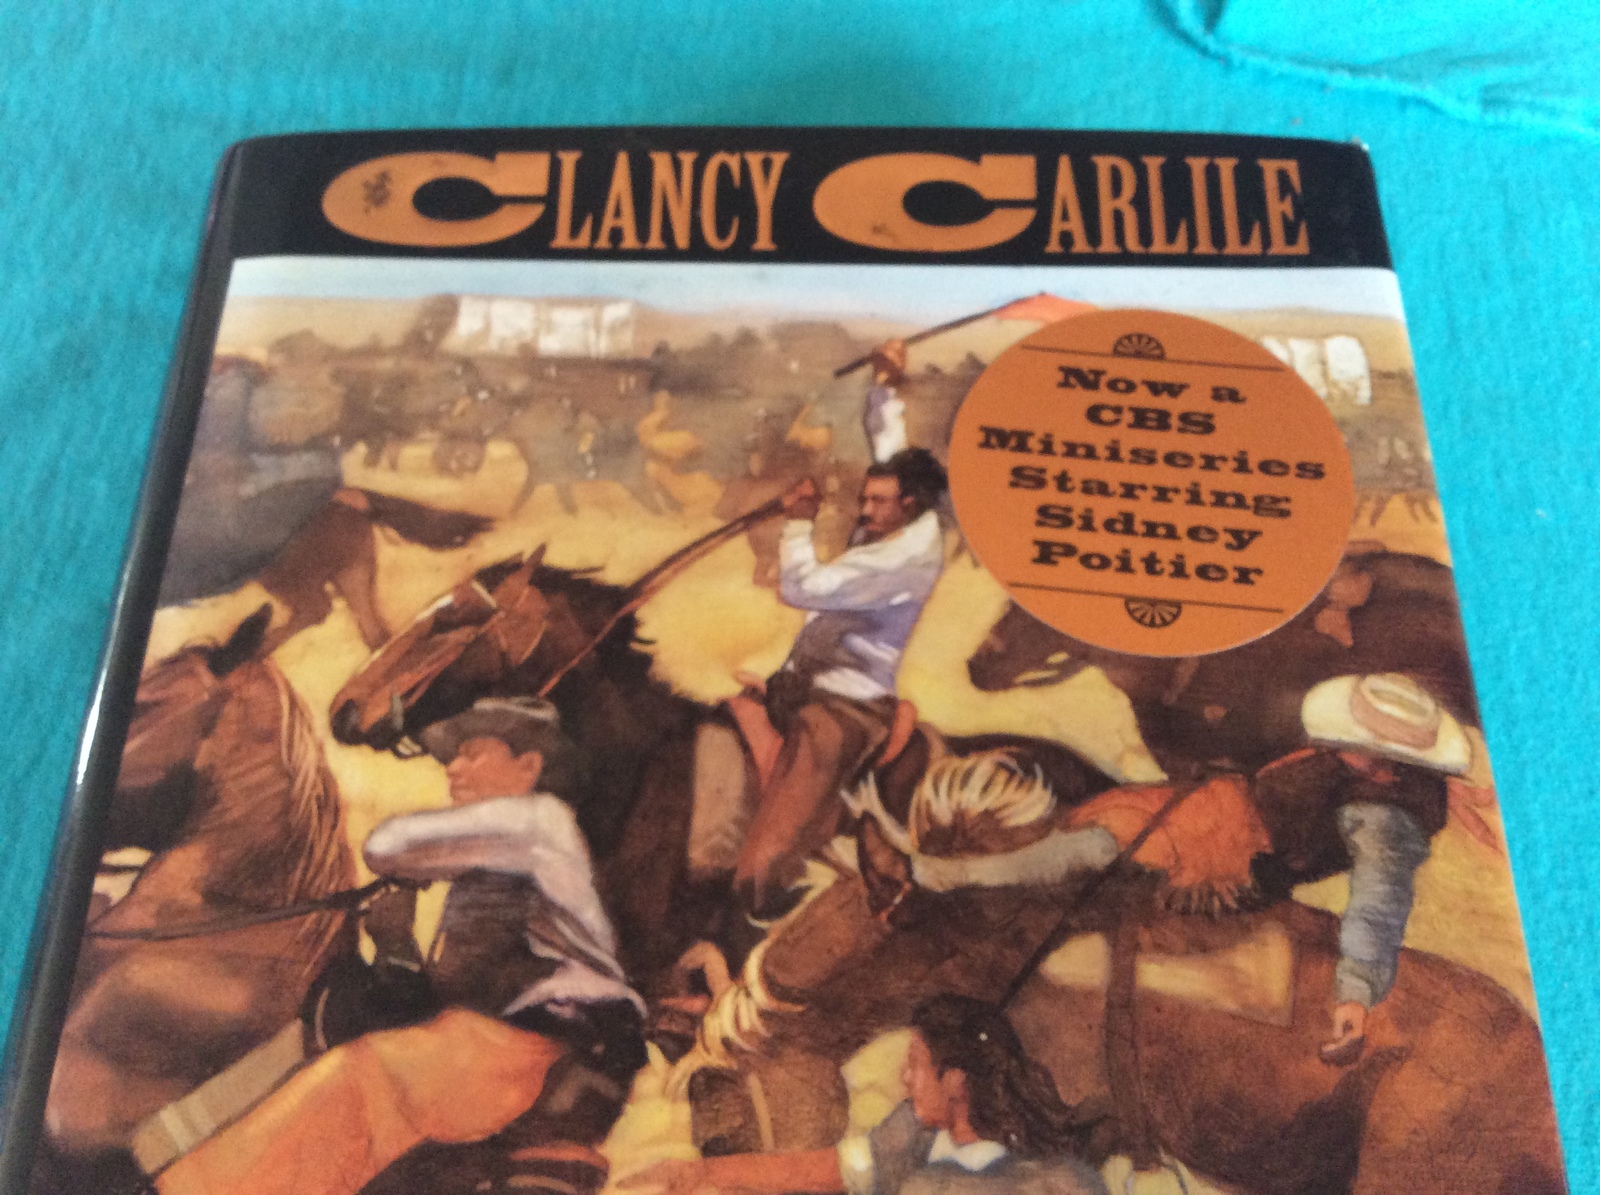 CLANCY CARLILE
Now a
CBS
Miniseries
Starring
Sidney
Poitier